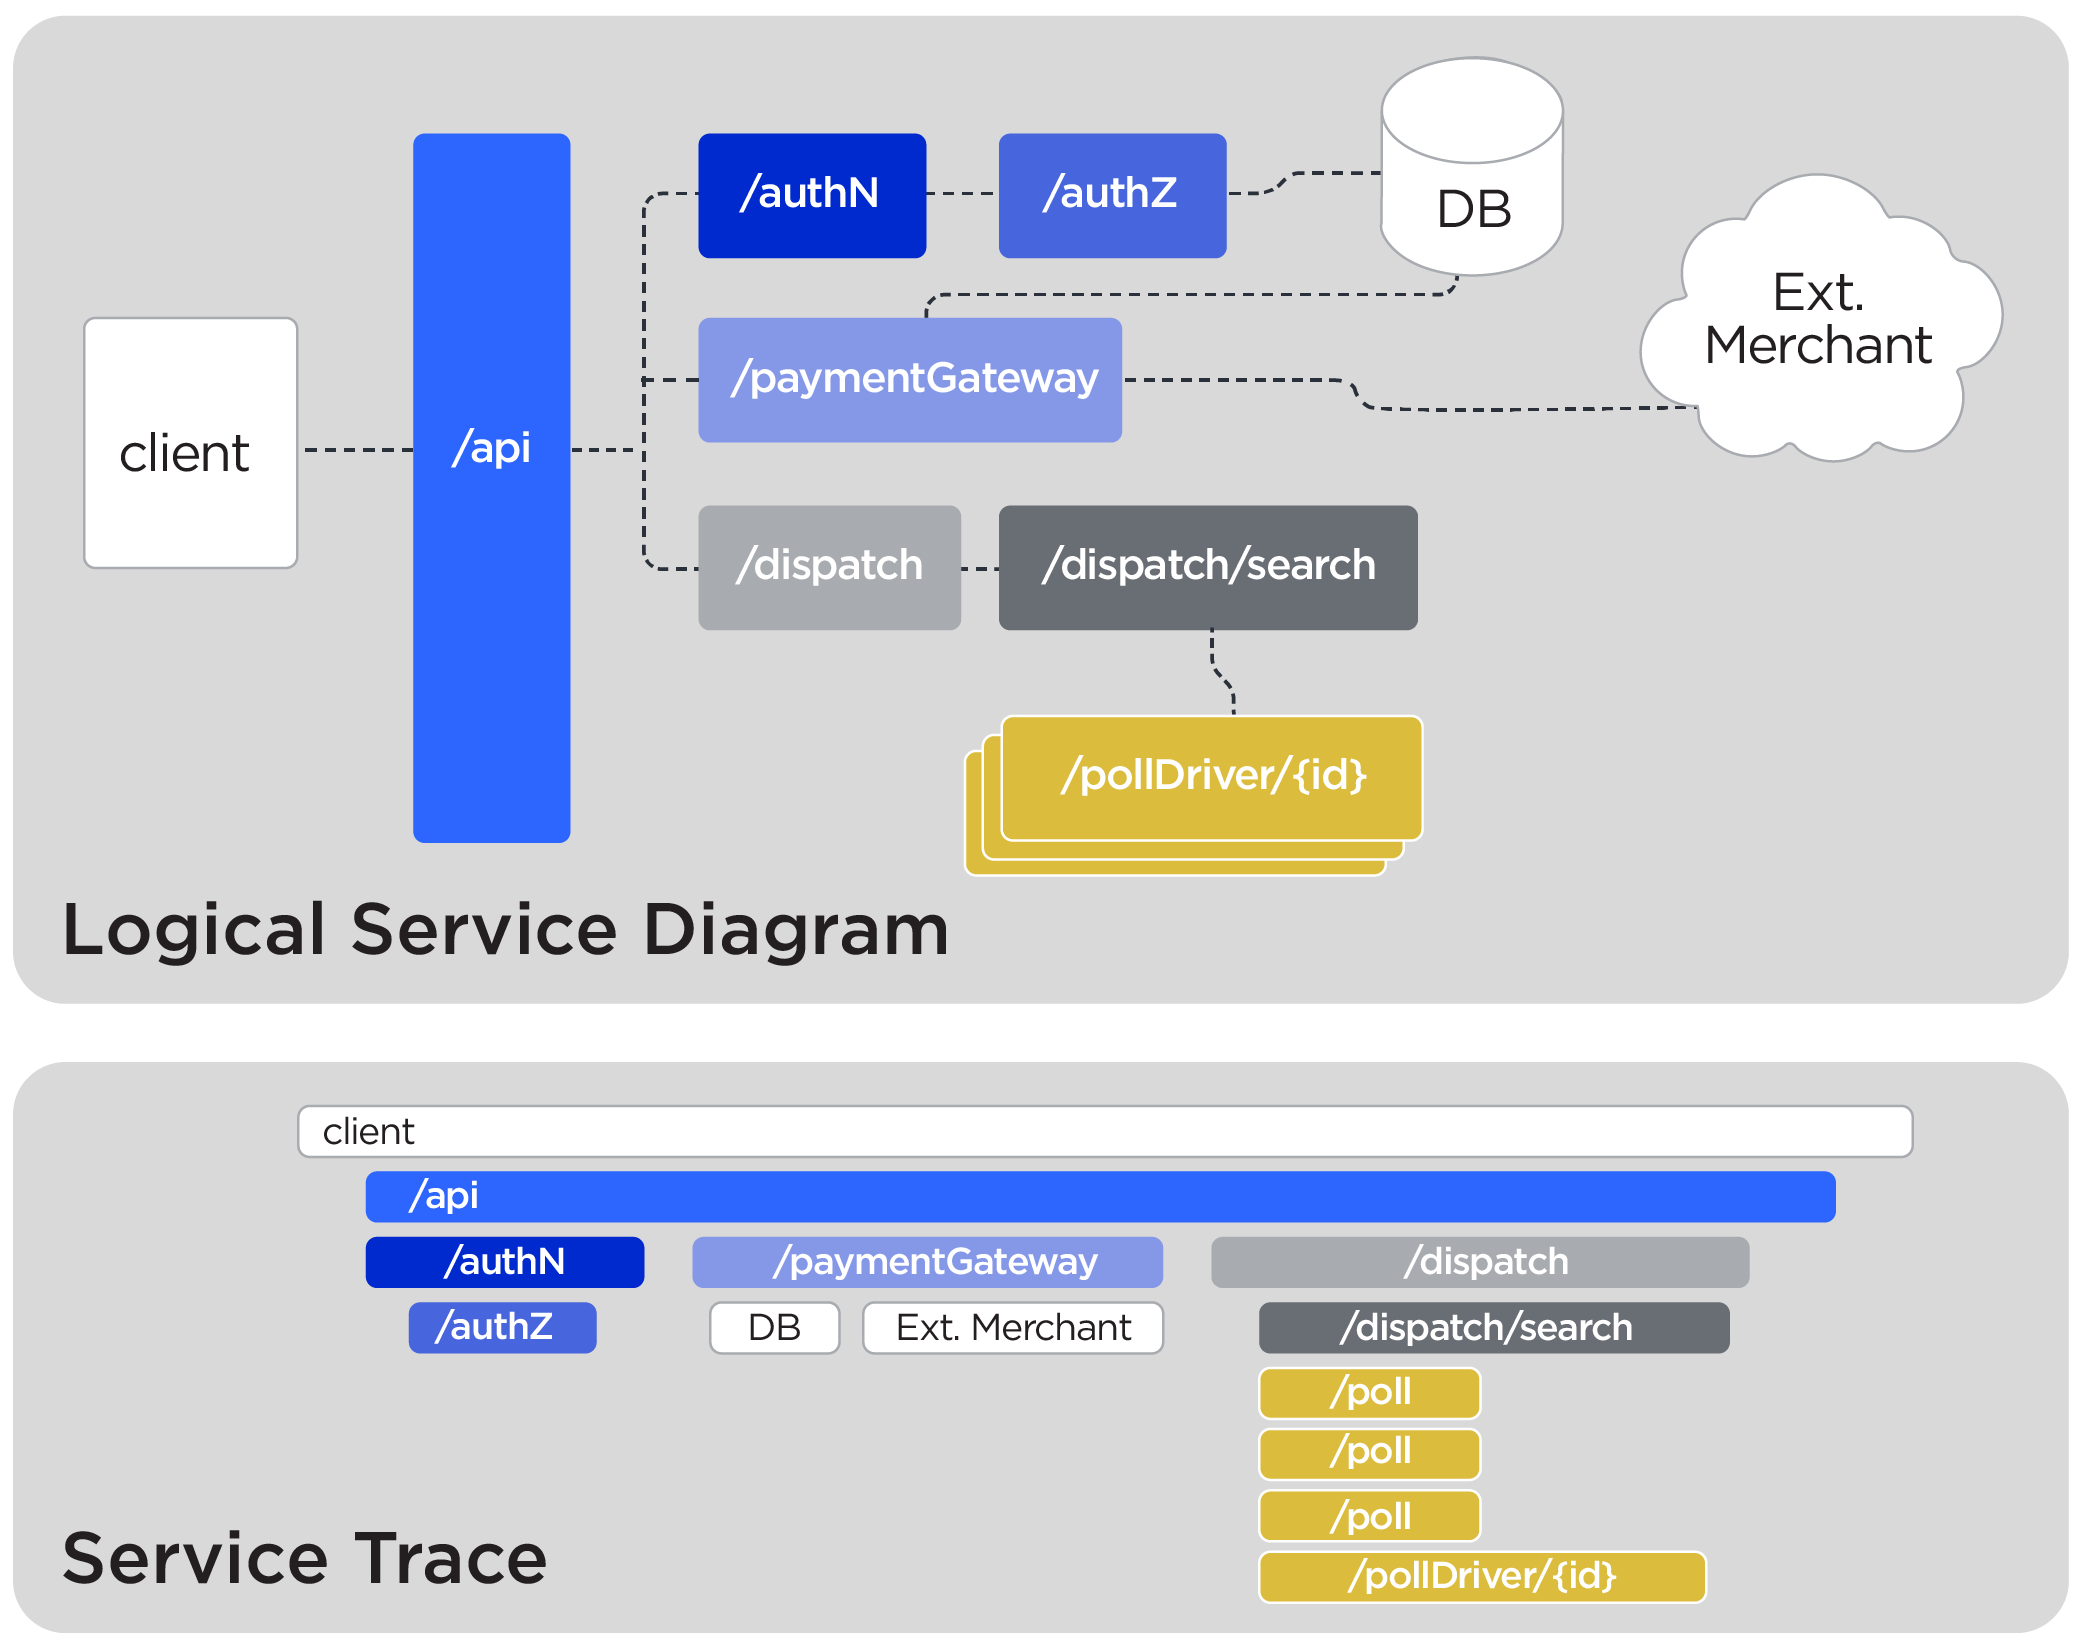 /authN
/authZ
DB
Ext.
Merchant
client
/api
/paymentGateway
/dispatch
/dispatch/search
/pollDriver/{id}
Logical Service Diagram
client
/api
/authN
/paymentGateway
/dispatch
/authZ
DB
Ext. Merchant
/dispatch/search
/poll
/poll
/poll
/pollDriver/{id}
Service Trace